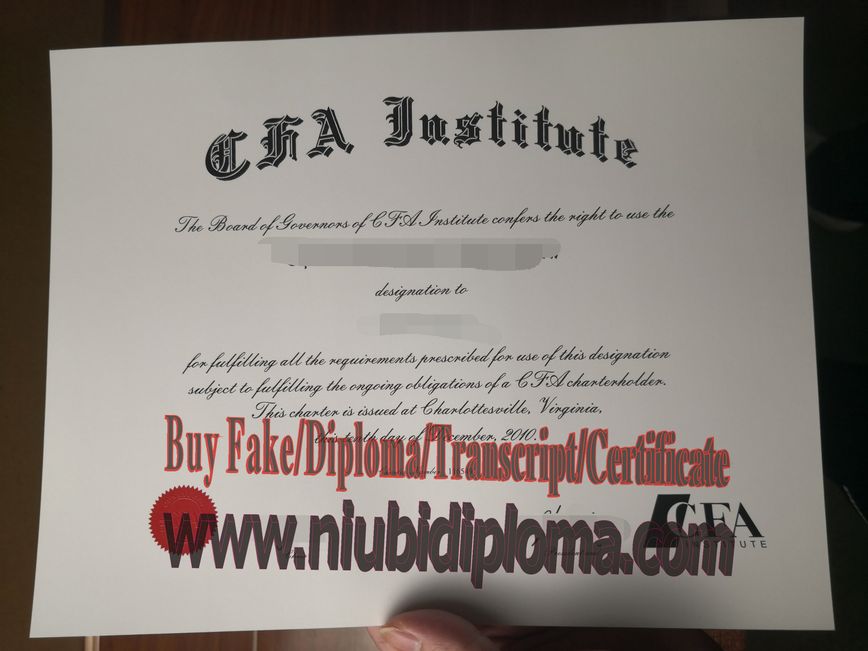 CFA Institute
The Board of Governors of CFA Institute confers the right to use the
designation to
for fulfilling all the requirements prescribed for use of this designation
subject to fulfilling the ongoing obligations of a CFA charterholder.
This charter is issued at Charlottesville, Virginia,
this tenth day of December, 2010.
Buy Fake/Diploma/Transcript/Certificate
www.niubidiploma.com
CFA
INSTITUTE